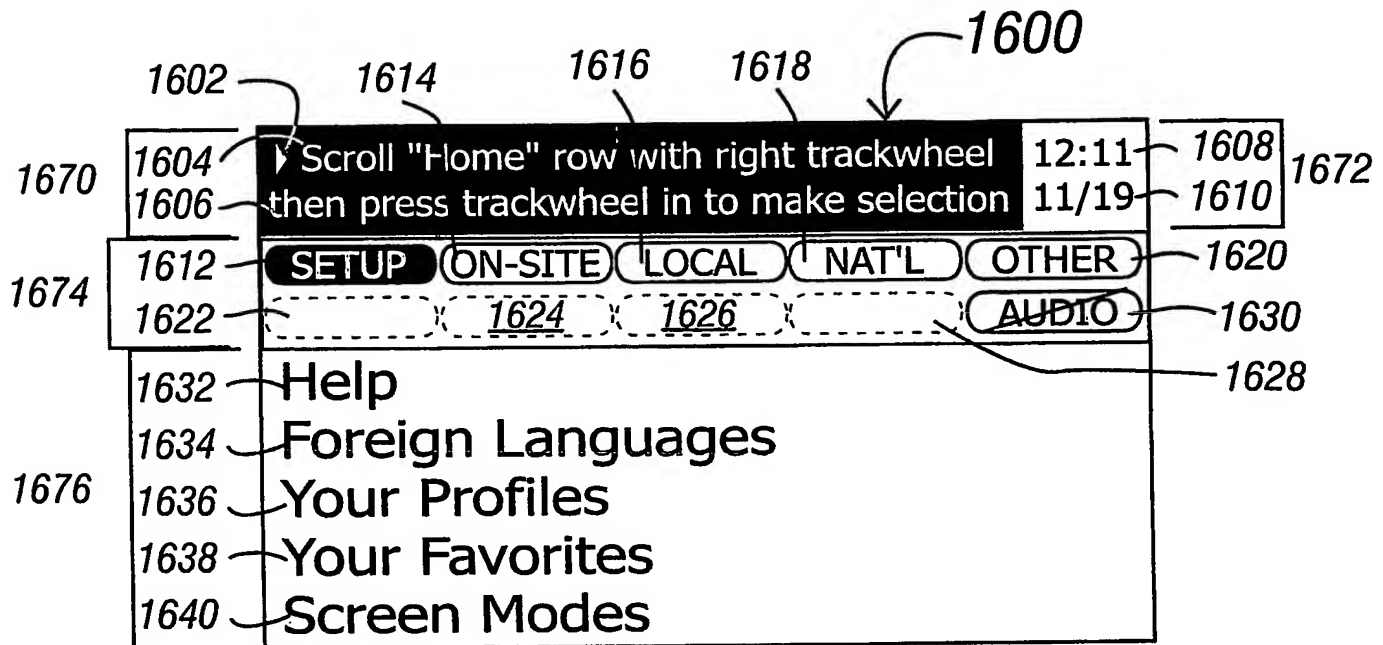 1600
1602 1614 1616 1618
1670 1604 Scroll "Home" row with right trackwheel 12:11 1608 1672
1606 then press trackwheel in to make selection 11/19 1610
1674 1612 SETUP ON-SITE LOCAL NAT'L OTHER 1620
1622 1624 1626 AUDIO 1630
1632 Help 1628
1634 Foreign Languages
1676 1636 Your Profiles
1638 Your Favorites
1640 Screen Modes